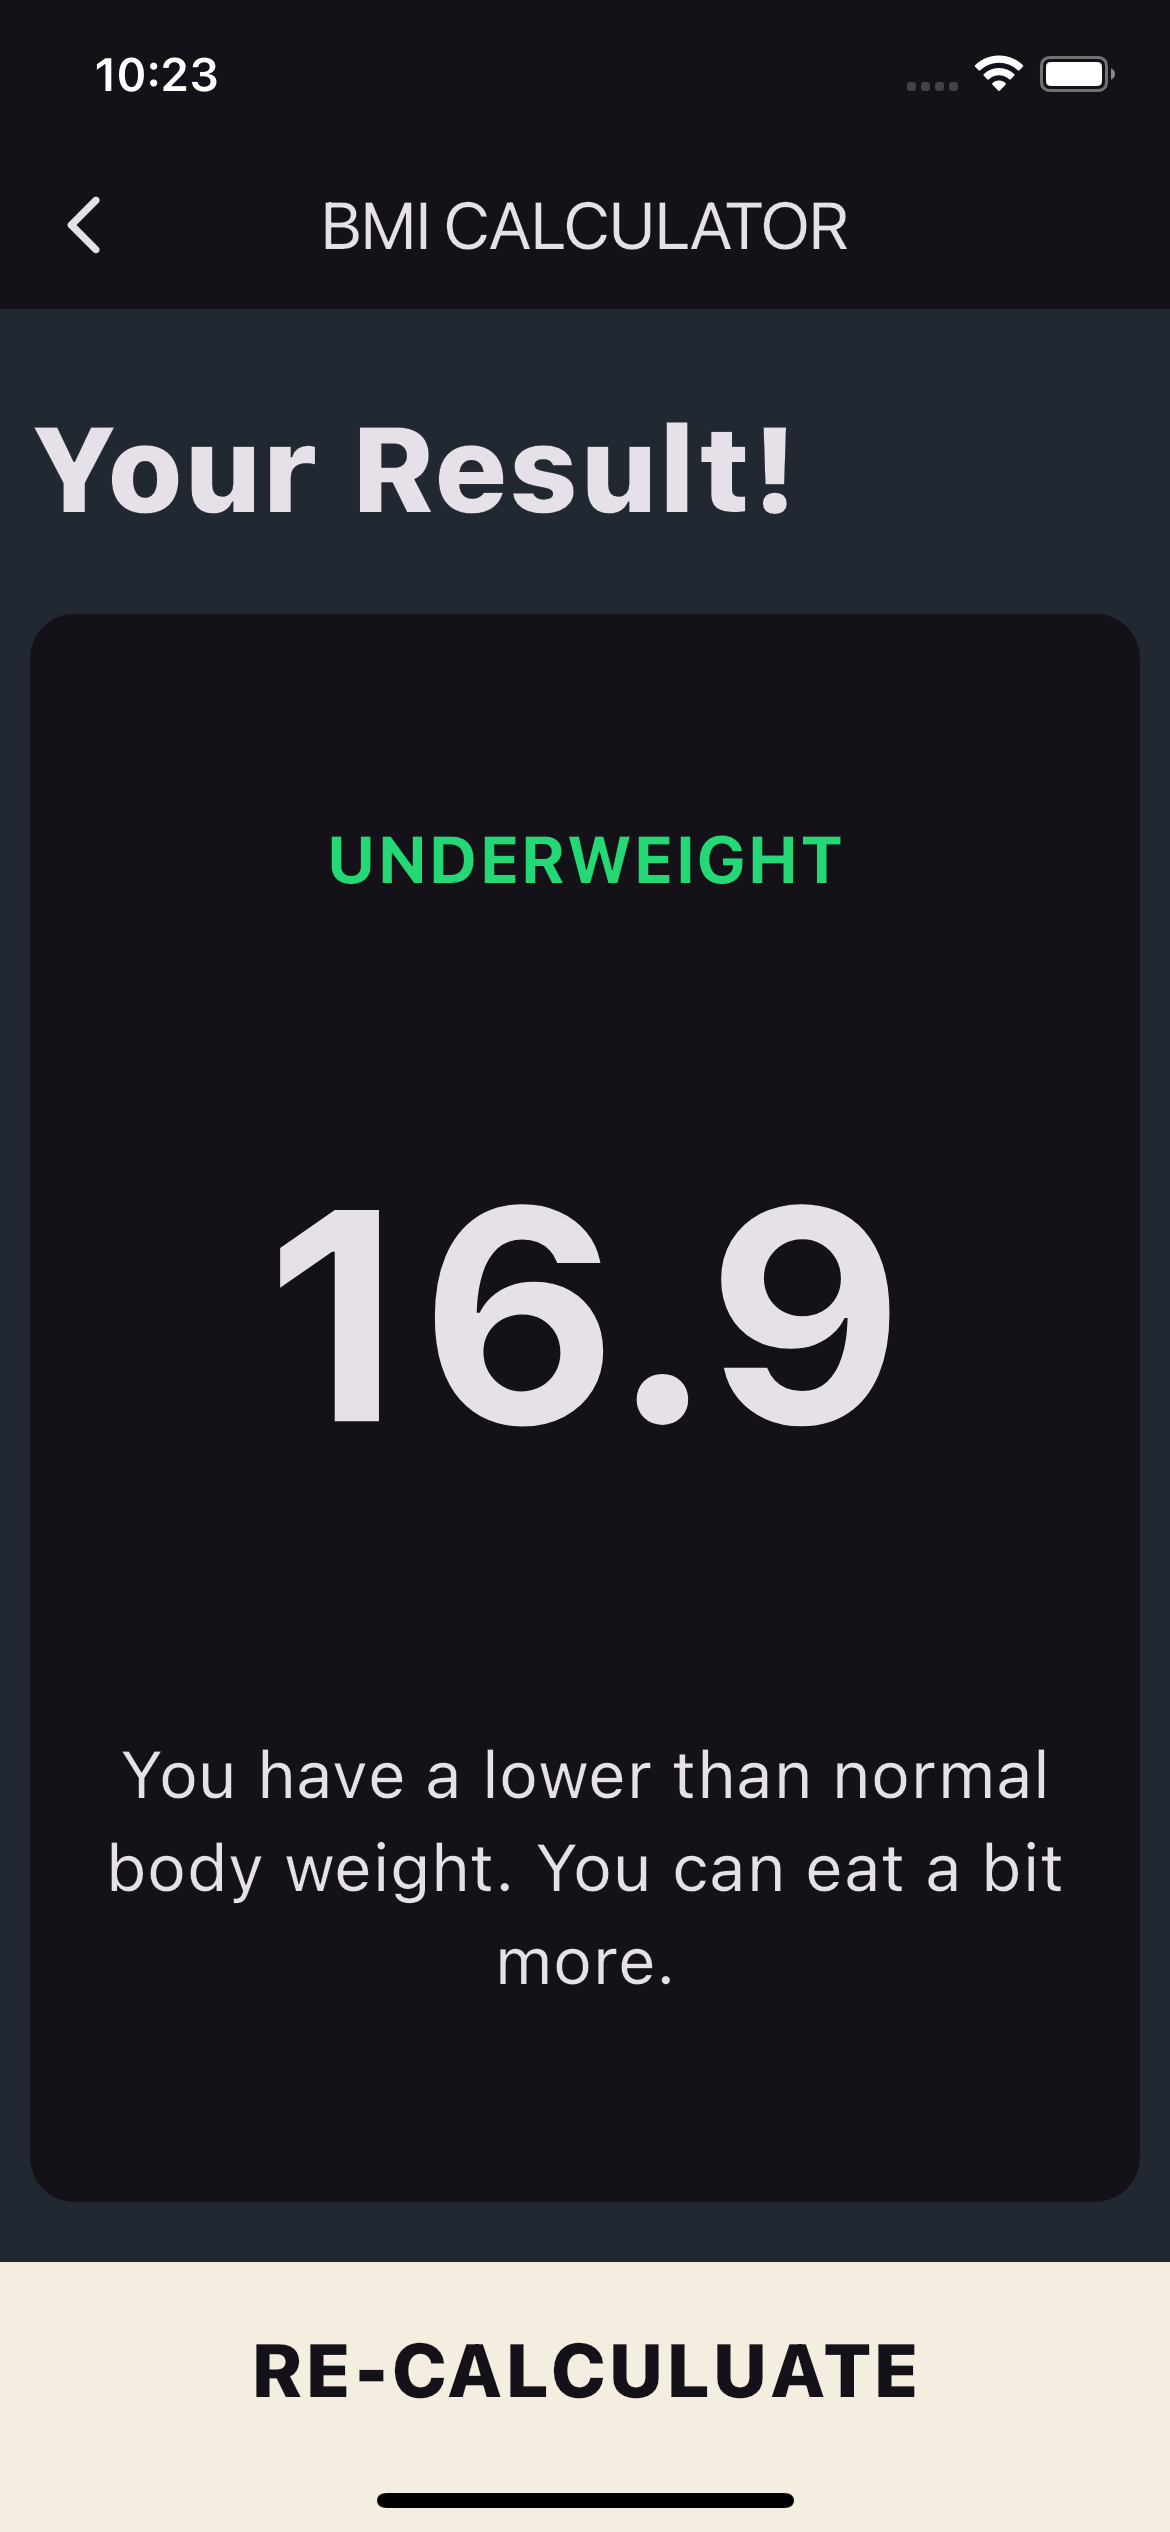 10:23
BMI CALCULATOR
Your Result!
UNDERWEIGHT
16.9
You have a lower than normal
body weight. You can eat a bit
more.
RE-CALCULUATE